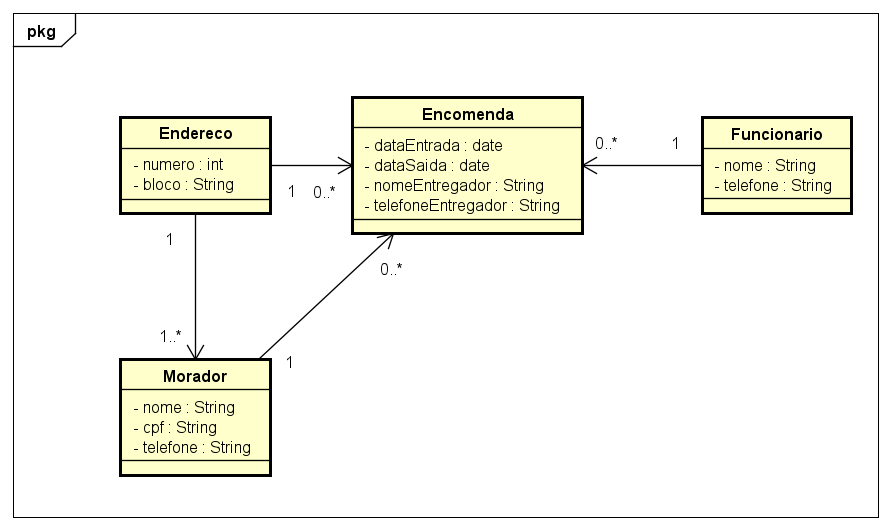 pkg
Endereco
- numero : int
- bloco : String
Encomenda
- dataEntrada : date
- dataSaida : date
- nomeEntregador : String
- telefoneEntregador : String
Funcionario
- nome : String
- telefone : String
1
0..*
0..*
1
1
1..*
0..*
1
Morador
- nome : String
- cpf : String
- telefone : String